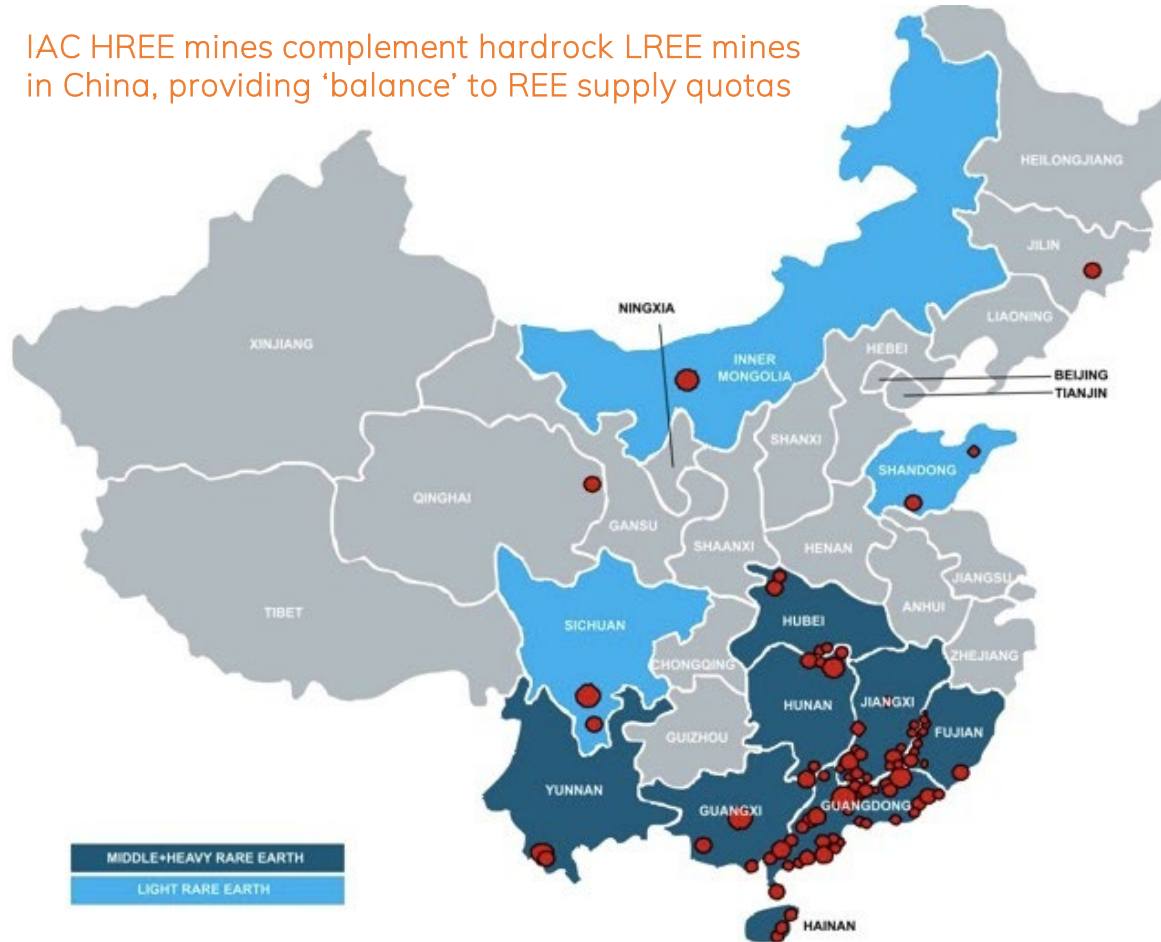 IAC HREE mines complement hardrock LREE mines
in China, providing ‘balance’ to REE supply quotas
HEILONGJIANG
JILIN
LIAONING
NINGXIA
XINJIANG
INNER
MONGOLIA
HEBEI
BEIJING
TIANJIN
SHANXI
SHANDONG
QINGHAI
GANSU
SHAANXI
HENAN
JIANGSU
ANHUI
TIBET
SICHUAN
HUBEI
CHONGQING
ZHEJIANG
HUNAN
JIANGXI
FUJIAN
GUIZHOU
YUNNAN
GUANGXI
GUANGDONG
MIDDLE+HEAVY RARE EARTH
LIGHT RARE EARTH
HAINAN